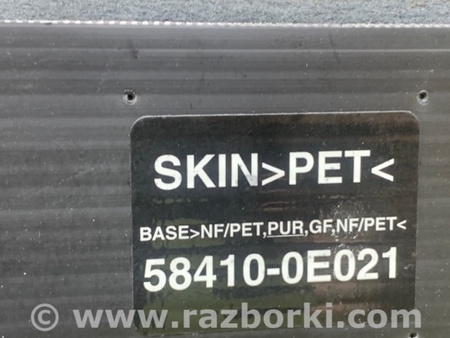 SKIN>PET<
BASE>NF/PET,PUR,GF,NF/PET<
58410-0E021
© www.razborki.com